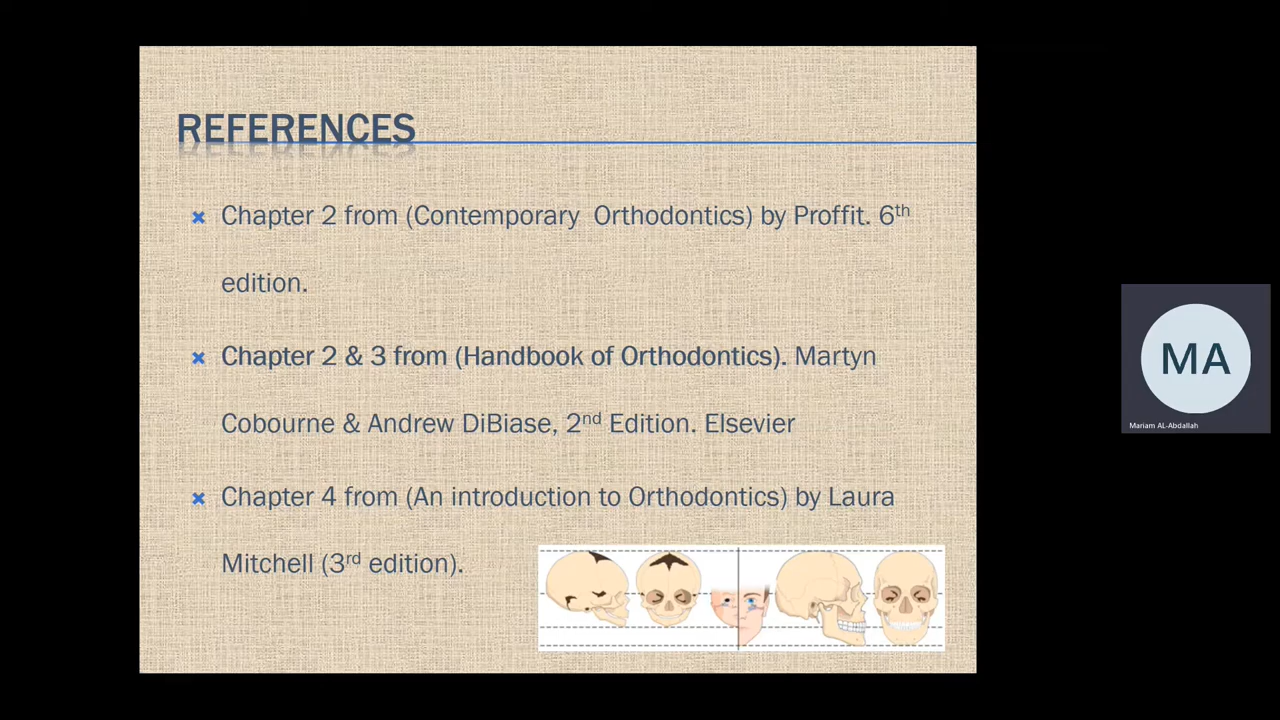 REFERENCES
Chapter 2 from (Contemporary Orthodontics) by Proffit. 6th
edition.
Chapter 2 & 3 from (Handbook of Orthodontics). Martyn
Cobourne & Andrew DiBiase, 2nd Edition. Elsevier
Chapter 4 from (An introduction to Orthodontics) by Laura
Mitchell (3rd edition).
MA
Mariam AL-Abdallah